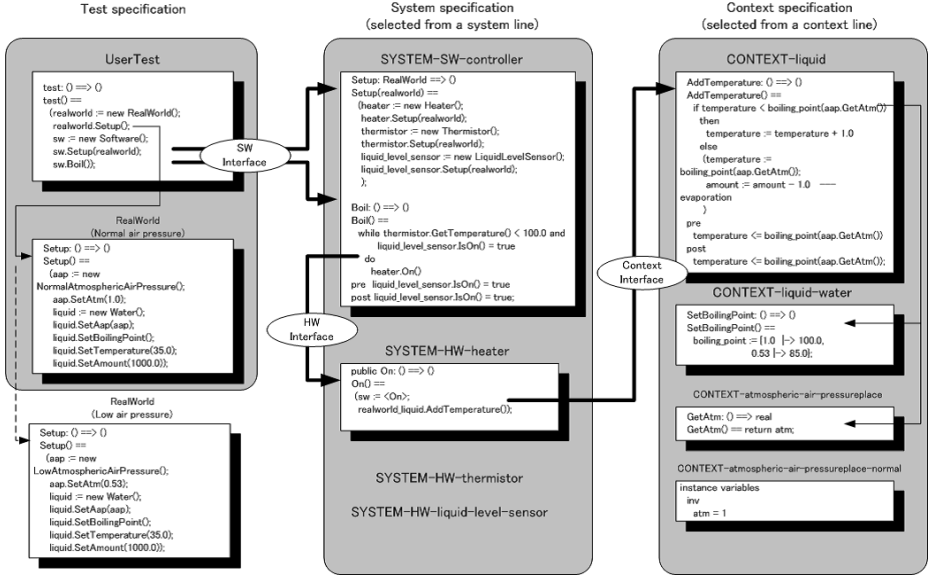 Test specification
UserTest
test: () ==> ()
test() ==
(realworld := new RealWorld();
realworld.Setup();
sw := new Software();
sw.Setup(realworld);
sw.Boil());
SW
Interface
RealWorld
(Normal air pressure)
Setup: () ==> ()
Setup() ==
(aap := new
NormalAtmosphericAirPressure();
aap.SetAtm(1.0);
liquid := new Water();
liquid.SetAap(aap);
liquid.SetBoilingPoint();
liquid.SetTemperature(35.0);
liquid.SetAmount(1000.0));
RealWorld
(Low air pressure)
Setup: () ==> ()
Setup() ==
(aap := new
LowAtmosphericAirPressure();
aap.SetAtm(0.53);
liquid := new Water();
liquid.SetAap(aap);
liquid.SetBoilingPoint();
liquid.SetTemperature(35.0);
liquid.SetAmount(1000.0));
System specification
(selected from a system line)
SYSTEM-SW-controller
Setup: RealWorld ==> ()
Setup(realworld) ==
(heater := new Heater();
heater.Setup(realworld);
thermistor := new Thermistor();
thermistor.Setup(realworld);
liquid_level_sensor := new LiquidLevelSensor();
liquid_level_sensor.Setup(realworld);
);
Boil: () ==> ()
Boil() ==
while thermistor.GetTemperature() < 100.0 and
liquid_level_sensor.IsOn() = true
do
heater.On()
pre liquid_level_sensor.IsOn() = true
post liquid_level_sensor.IsOn() = true;
HW
Interface
SYSTEM-HW-heater
public On: () ==> ()
On() ==
(sw := <On>;
realworld_liquid.AddTemperature());
SYSTEM-HW-thermistor
SYSTEM-HW-liquid-level-sensor
Context
Interface
Context specification
(selected from a context line)
CONTEXT-liquid
AddTemperature: () ==> ()
AddTemperature() ==
if temperature < boiling_point(aap.GetAtm())
then
temperature := temperature + 1.0
else
(temperature :=
boiling_point(aap.GetAtm());
amount := amount - 1.0 ----
evaporation
)
pre
temperature <= boiling_point(aap.GetAtm())
post
temperature <= boiling_point(aap.GetAtm());
CONTEXT-liquid-water
SetBoilingPoint: () ==> ()
SetBoilingPoint() ==
boiling_point := [1.0 |-> 100.0,
0.53 |-> 85.0];
CONTEXT-atmospheric-air-pressureplace
GetAtm: () ==> real
GetAtm() == return atm;
CONTEXT-atmospheric-air-pressureplace-normal
instance variables
inv
atm = 1